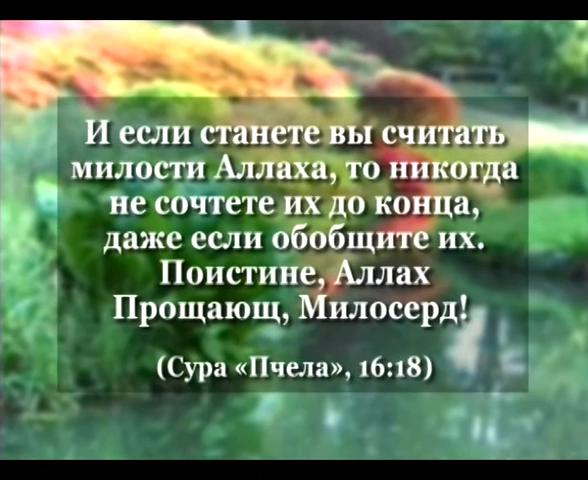 И если станете вы считать
милости Аллаха, то никогда
не сочтете их до конца,
даже если обобщите их.
Поистине, Аллах
Прощающ, Милосерд!
(Сура «Пчела», 16:18)